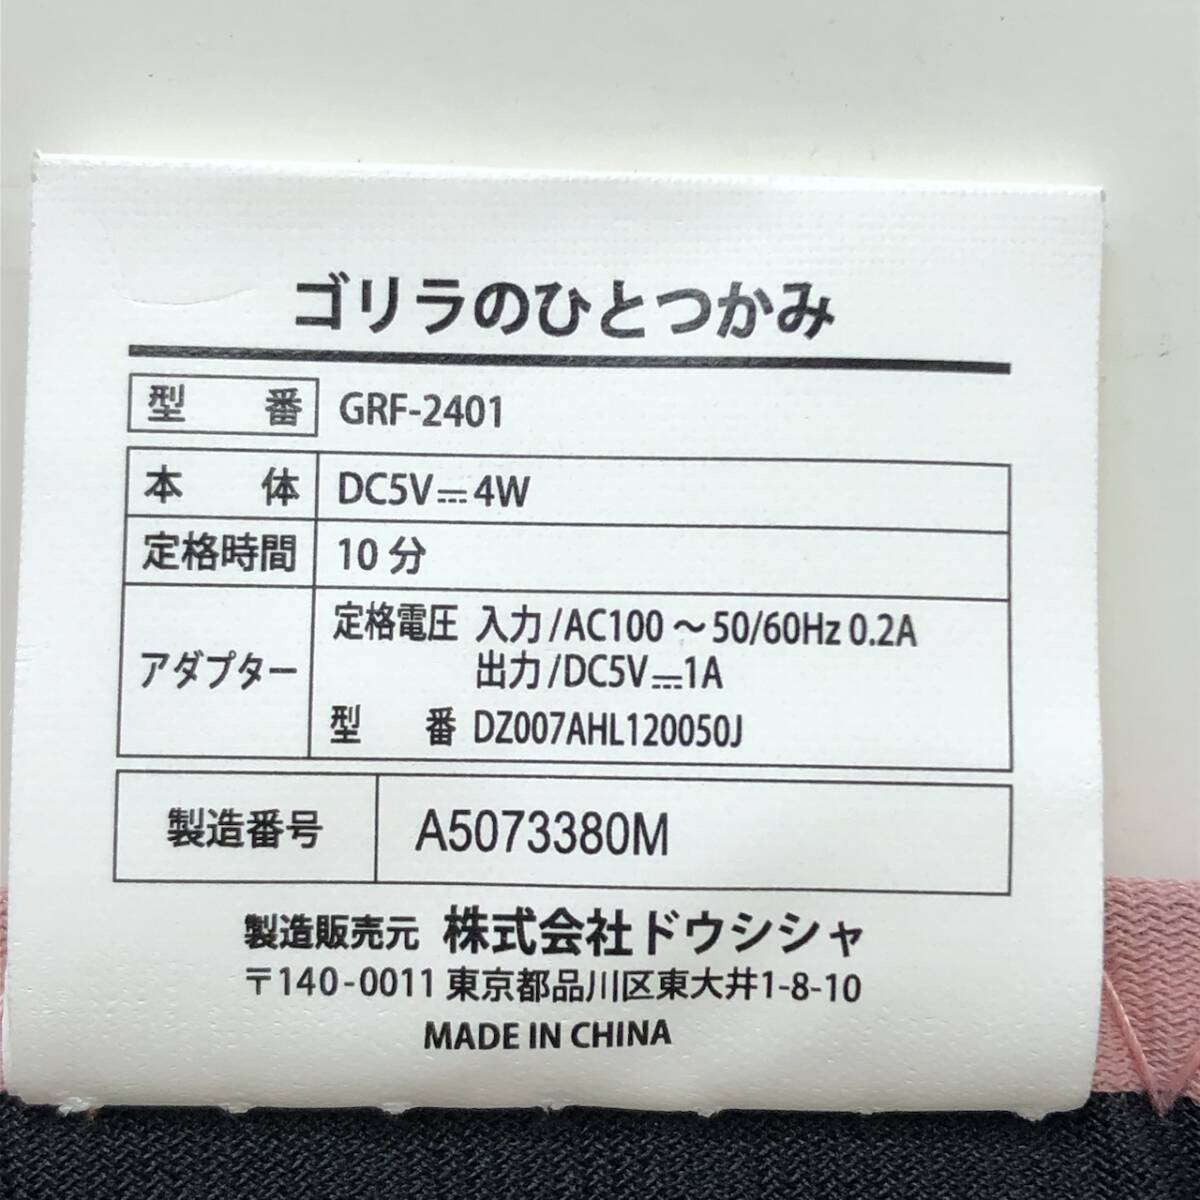 ゴリラのひとつかみ
型番 GRF-2401
本体 DC5V⎓4W
定格時間 10分
アダプター 定格電圧 入力/AC100～50/60Hz 0.2A
出力/DC5V⎓1A
型番 DZ007AHL120050J
製造番号 A5073380M
製造販売元 株式会社ドウシシャ
〒140-0011 東京都品川区東大井1-8-10
MADE IN CHINA